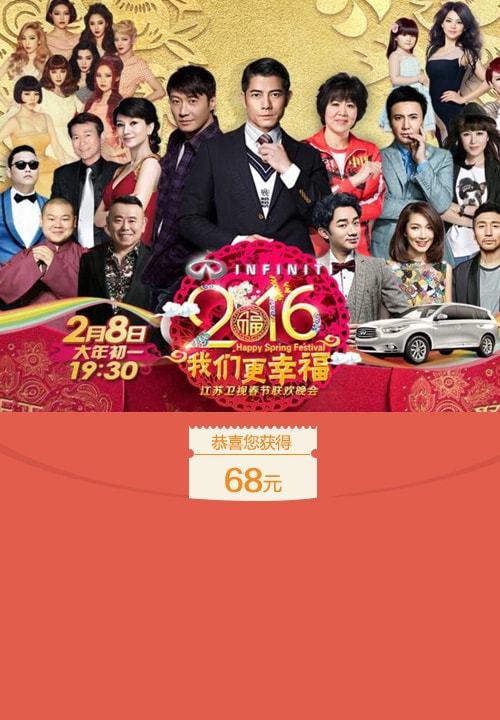 INFINITI
2016
福
Happy Spring Festival
我们更幸福
江苏卫视春节联欢晚会
2月8日
大年初一
19:30
恭喜您获得
68元